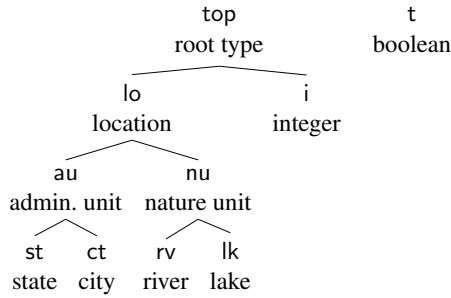 top t
root type boolean
lo i
location integer
au nu
admin. unit nature unit
st ct rv lk
state city river lake